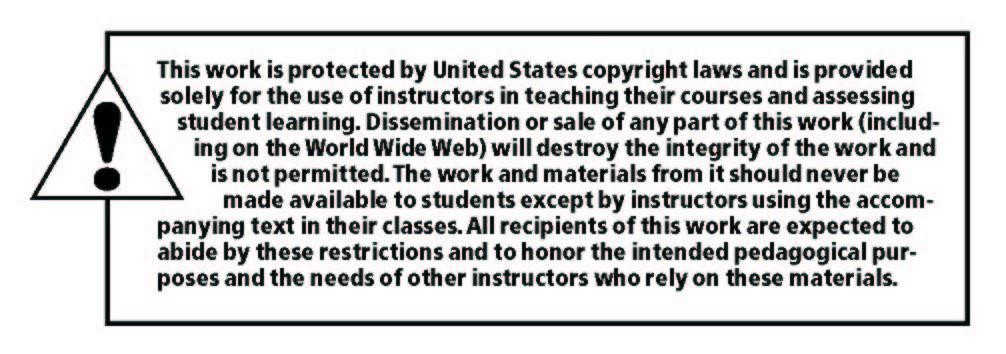 This work is protected by United States copyright laws and is provided
solely for the use of instructors in teaching their courses and assessing
student learning. Dissemination or sale of any part of this work (includ-
ing on the World Wide Web) will destroy the integrity of the work and
is not permitted. The work and materials from it should never be
made available to students except by instructors using the accom-
panying text in their classes. All recipients of this work are expected to
abide by these restrictions and to honor the intended pedagogical pur-
poses and the needs of other instructors who rely on these materials.